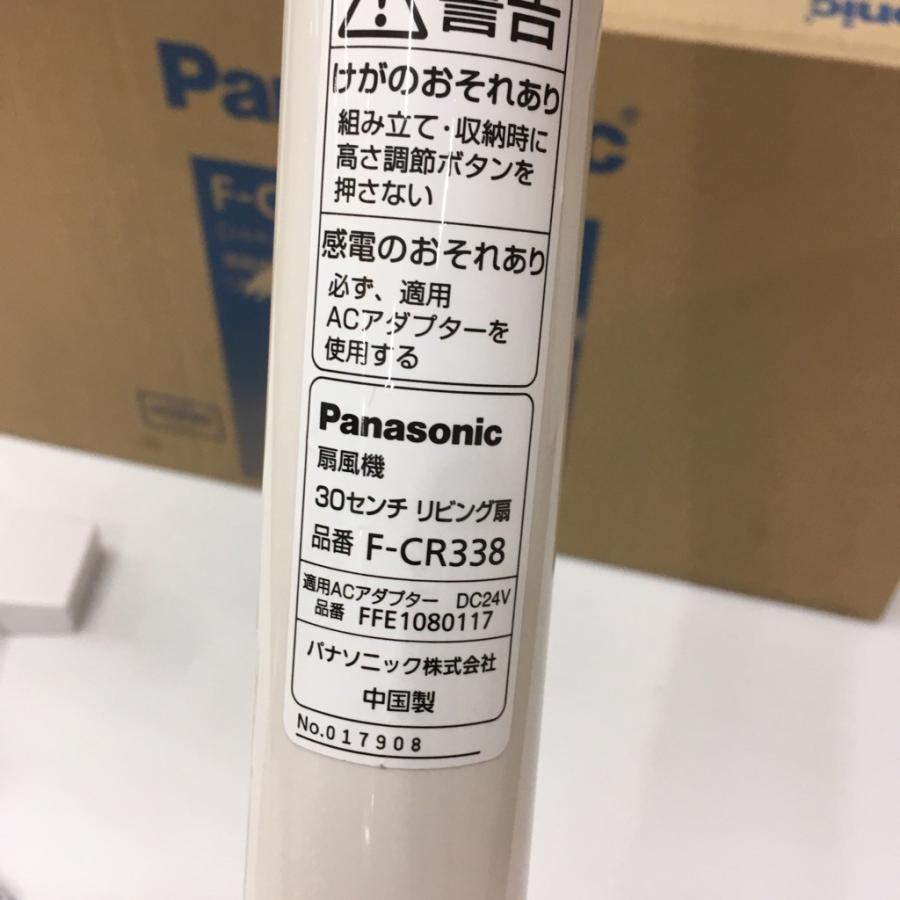 警告
けがのおそれあり
組み立て・収納時に
高さ調節ボタンを
押さない
感電のおそれあり
必ず、適用
ACアダプターを
使用する
Panasonic
扇風機
30センチ リビング扇
品番 F-CR338
適用ACアダプター DC24V
品番 FFE1080117
パナソニック株式会社
中国製
No.017908